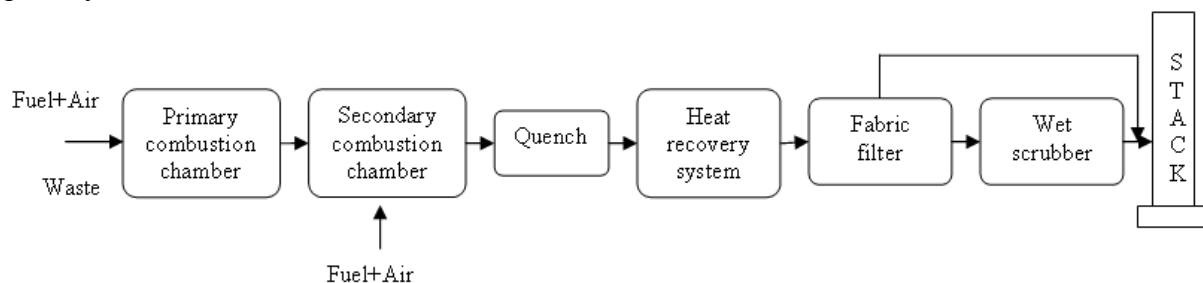 Fuel+Air
Waste
Primary
combustion
chamber
Secondary
combustion
chamber
Fuel+Air
Quench
Heat
recovery
system
Fabric
filter
Wet
scrubber
S
T
A
C
K